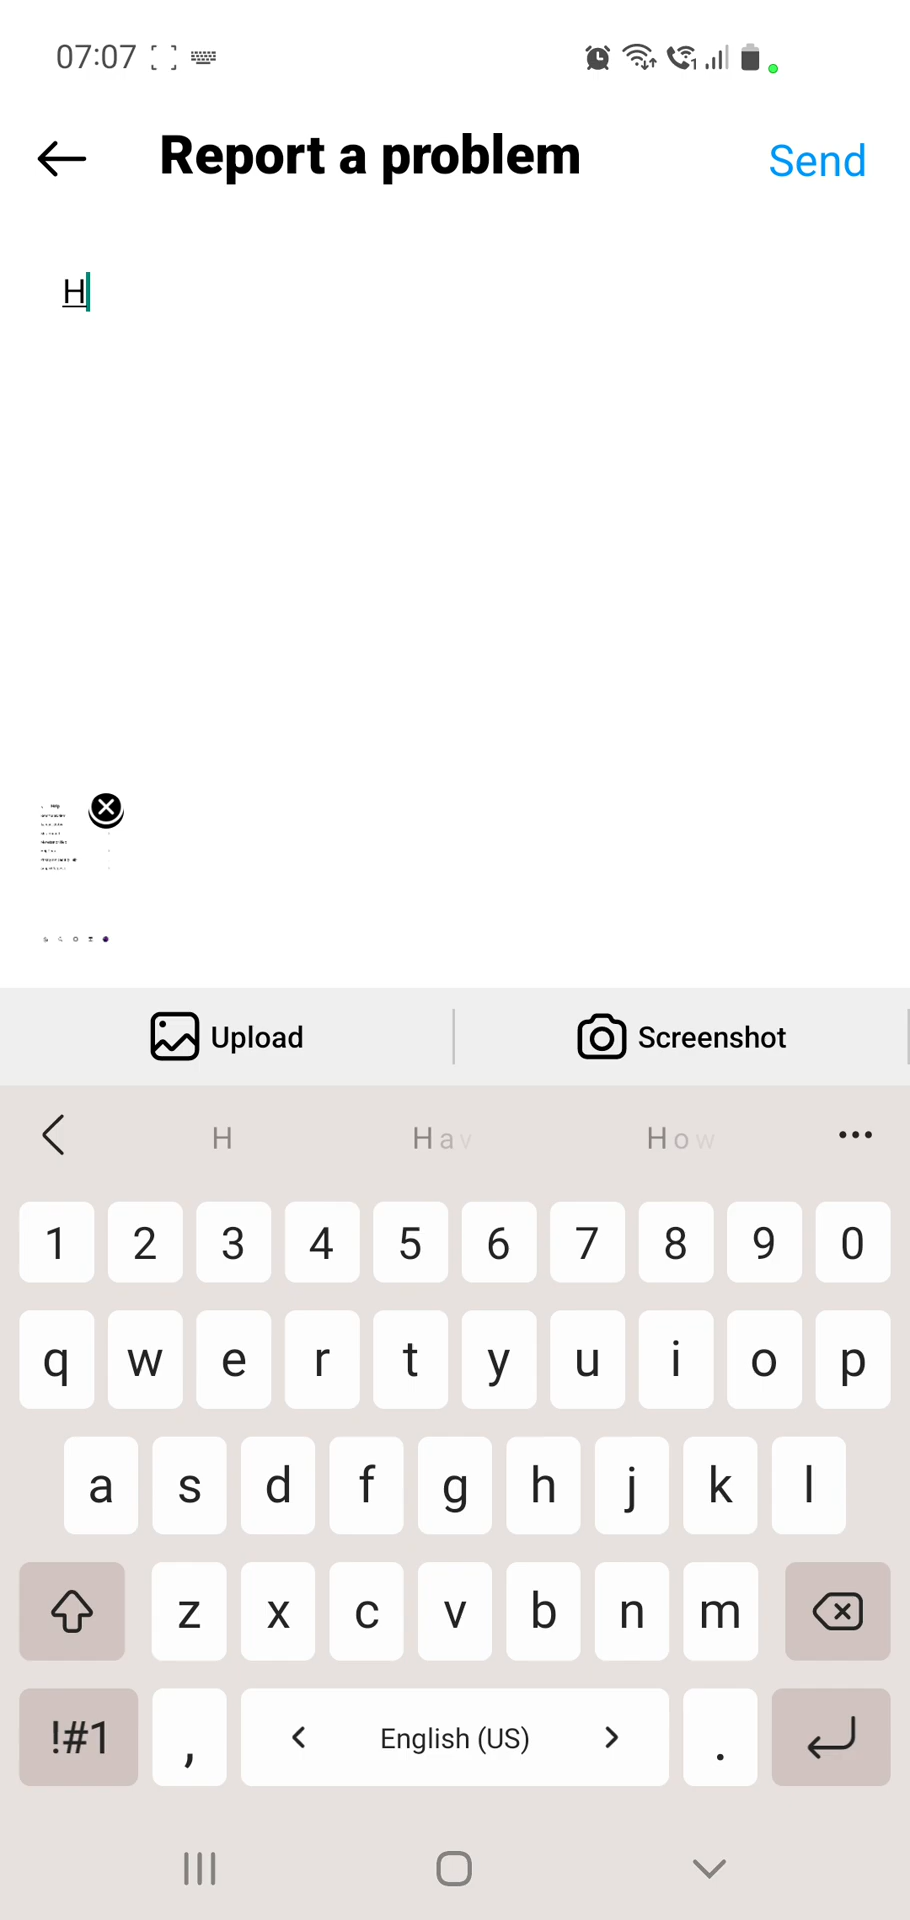 07:07
Report a problem
Send
H
Upload
Screenshot
H
Hav
How
1 2 3 4 5 6 7 8 9 0
q w e r t y u i o p
a s d f g h j k l
z x c v b n m
!#1 , < English (US) > .